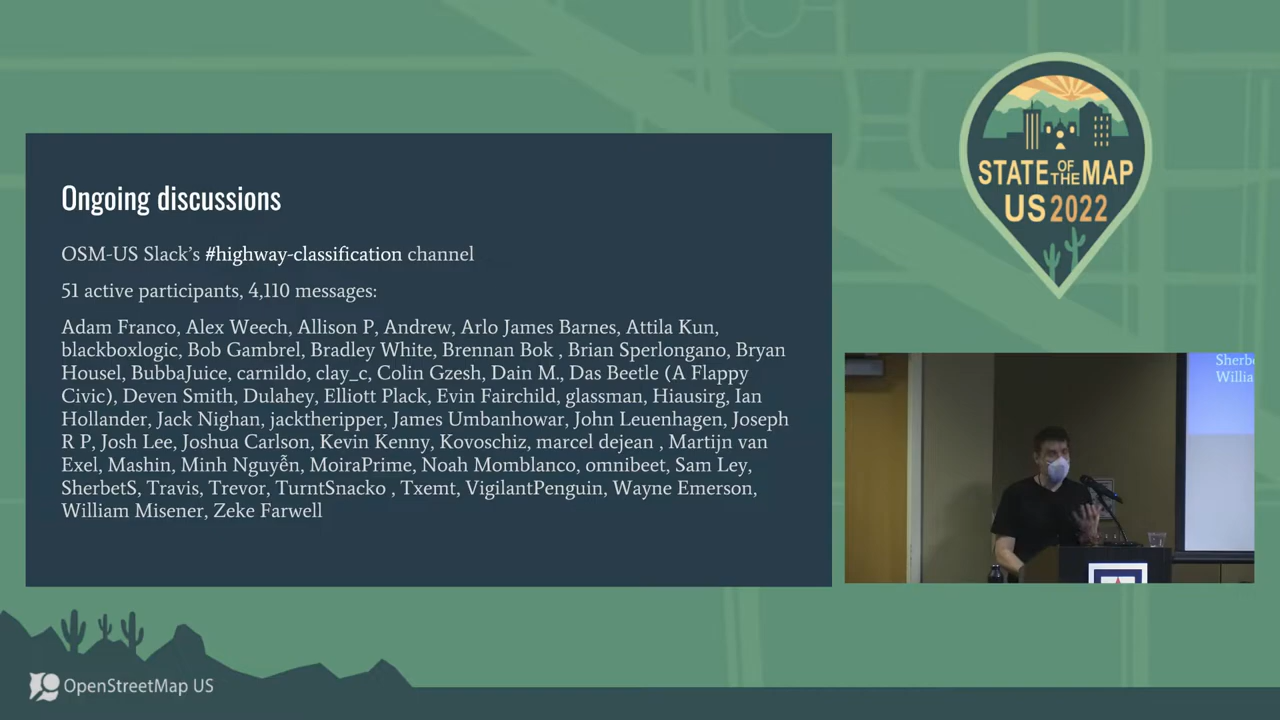 Ongoing discussions
OSM-US Slack’s #highway-classification channel
51 active participants, 4,110 messages:
Adam Franco, Alex Weech, Allison P, Andrew, Arlo James Barnes, Attila Kun,
blackboxlogic, Bob Gambrel, Bradley White, Brennan Bok , Brian Sperlongano, Bryan
Housel, BubbaJuice, carnildo, clay_c, Colin Gzesh, Dain M., Das Beetle (A Flappy
Civic), Deven Smith, Dulahey, Elliott Plack, Evin Fairchild, glassman, Hiausirg, Ian
Hollander, Jack Nighan, jacktheripper, James Umbanhowar, John Leuenhagen, Joseph
R P, Josh Lee, Joshua Carlson, Kevin Kenny, Kovoschiz, marcel dejean , Martijn van
Exel, Mashin, Minh Nguyễn, MoiraPrime, Noah Momblanco, omnibeet, Sam Ley,
SherbetS, Travis, Trevor, TurntSnacko , Txemt, VigilantPenguin, Wayne Emerson,
William Misener, Zeke Farwell
STATE OF THE MAP
US 2022
Sherb
Willia
OpenStreetMap US